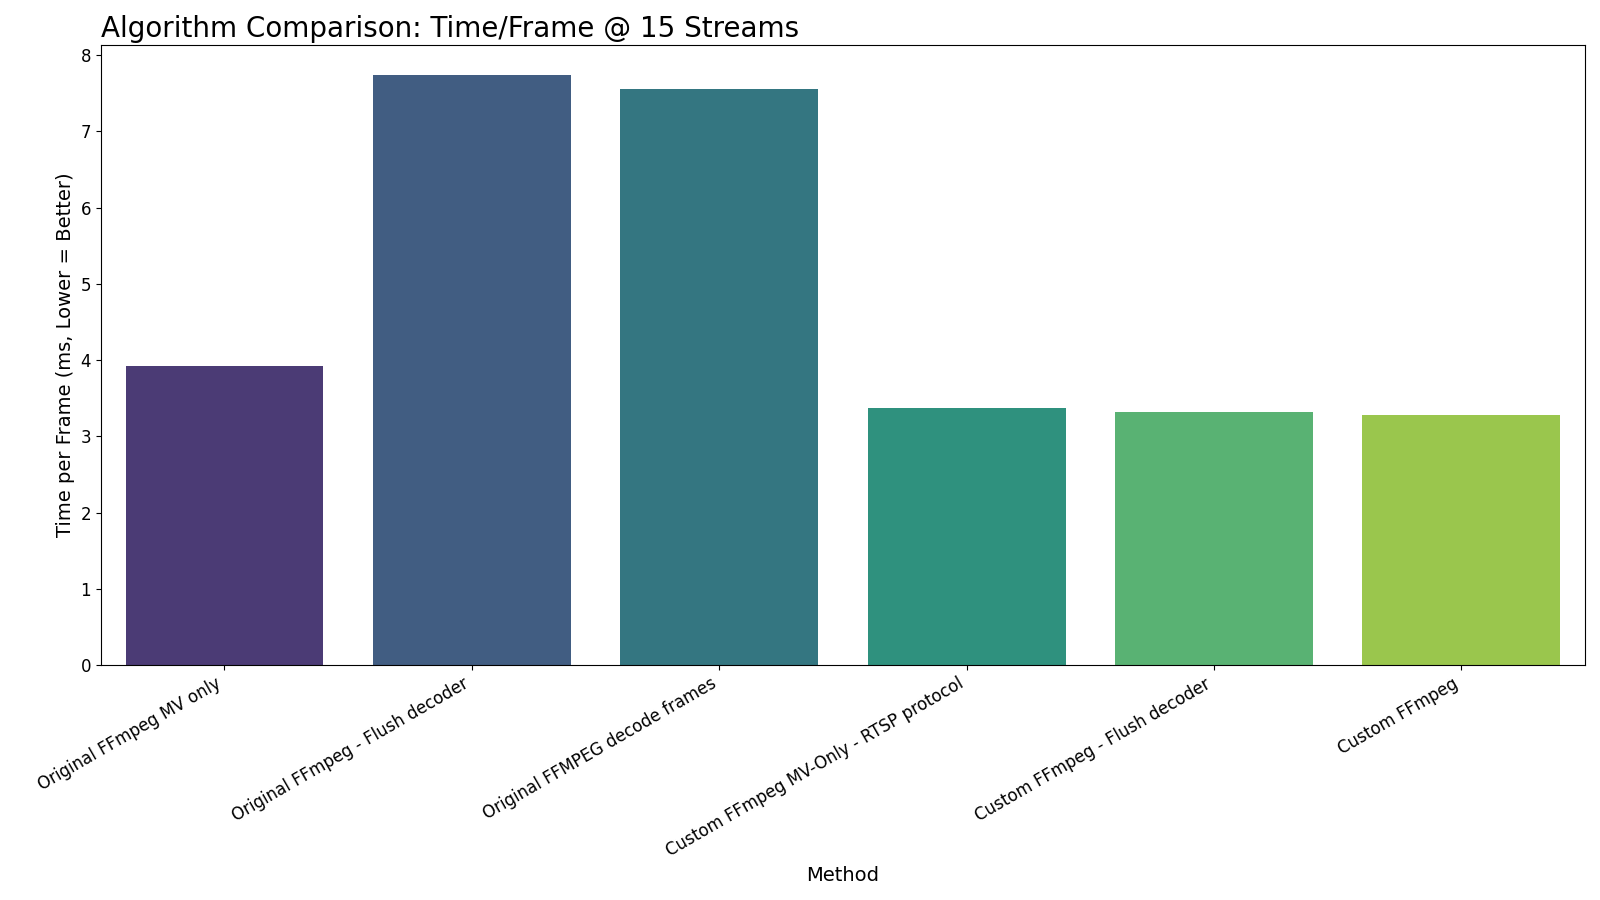 Algorithm Comparison: Time/Frame @ 15 Streams
Time per Frame (ms, Lower = Better)
8
7
6
5
4
3
2
1
0
Original FFmpeg MV only
Original FFmpeg - Flush decoder
Original FFMPEG decode frames
Custom FFmpeg MV-Only - RTSP protocol
Custom FFmpeg - Flush decoder
Custom FFmpeg
Method